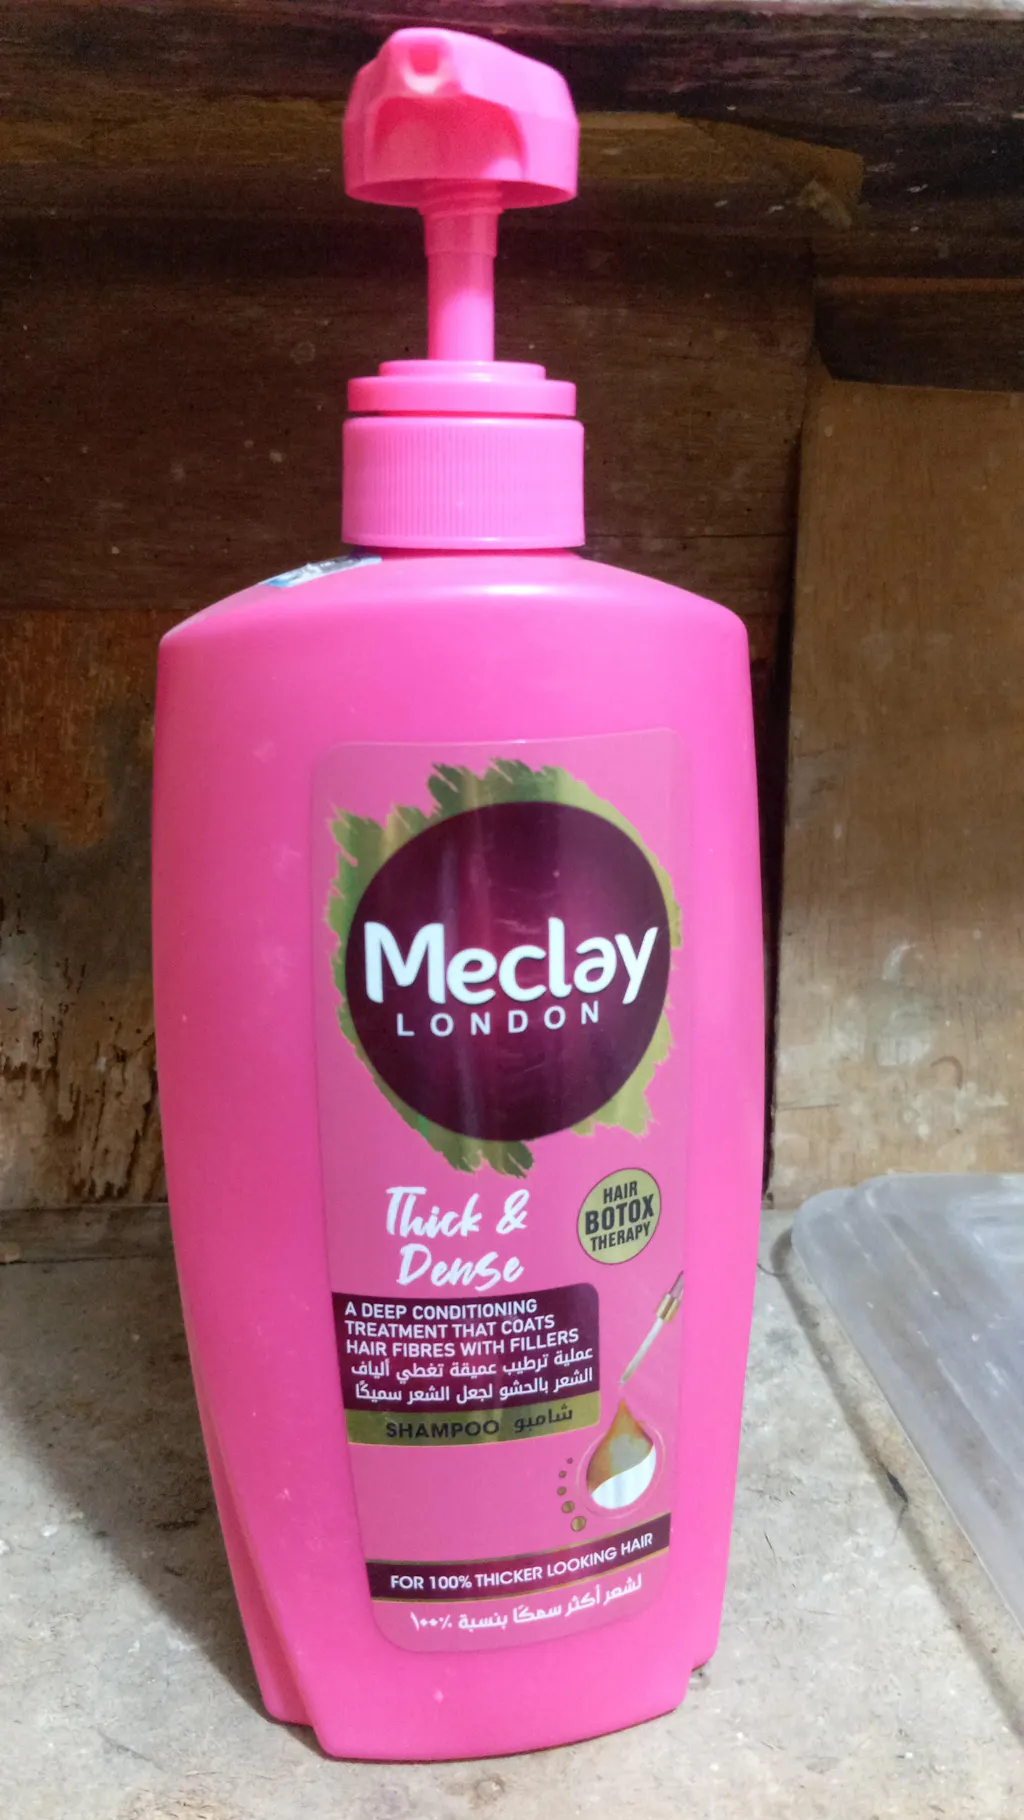 Meclay
LONDON
Thick &
Dense
HAIR
BOTOX
THERAPY
A DEEP CONDITIONING
TREATMENT THAT COATS
HAIR FIBRES WITH FILLERS
عملية ترطيب عميقة تغطي ألياف
الشعر بالحشو لجعل الشعر سميكًا
SHAMPOO شامبو
FOR 100% THICKER LOOKING HAIR
لشعر أكثر سمكًا بنسبة ١٠٠٪